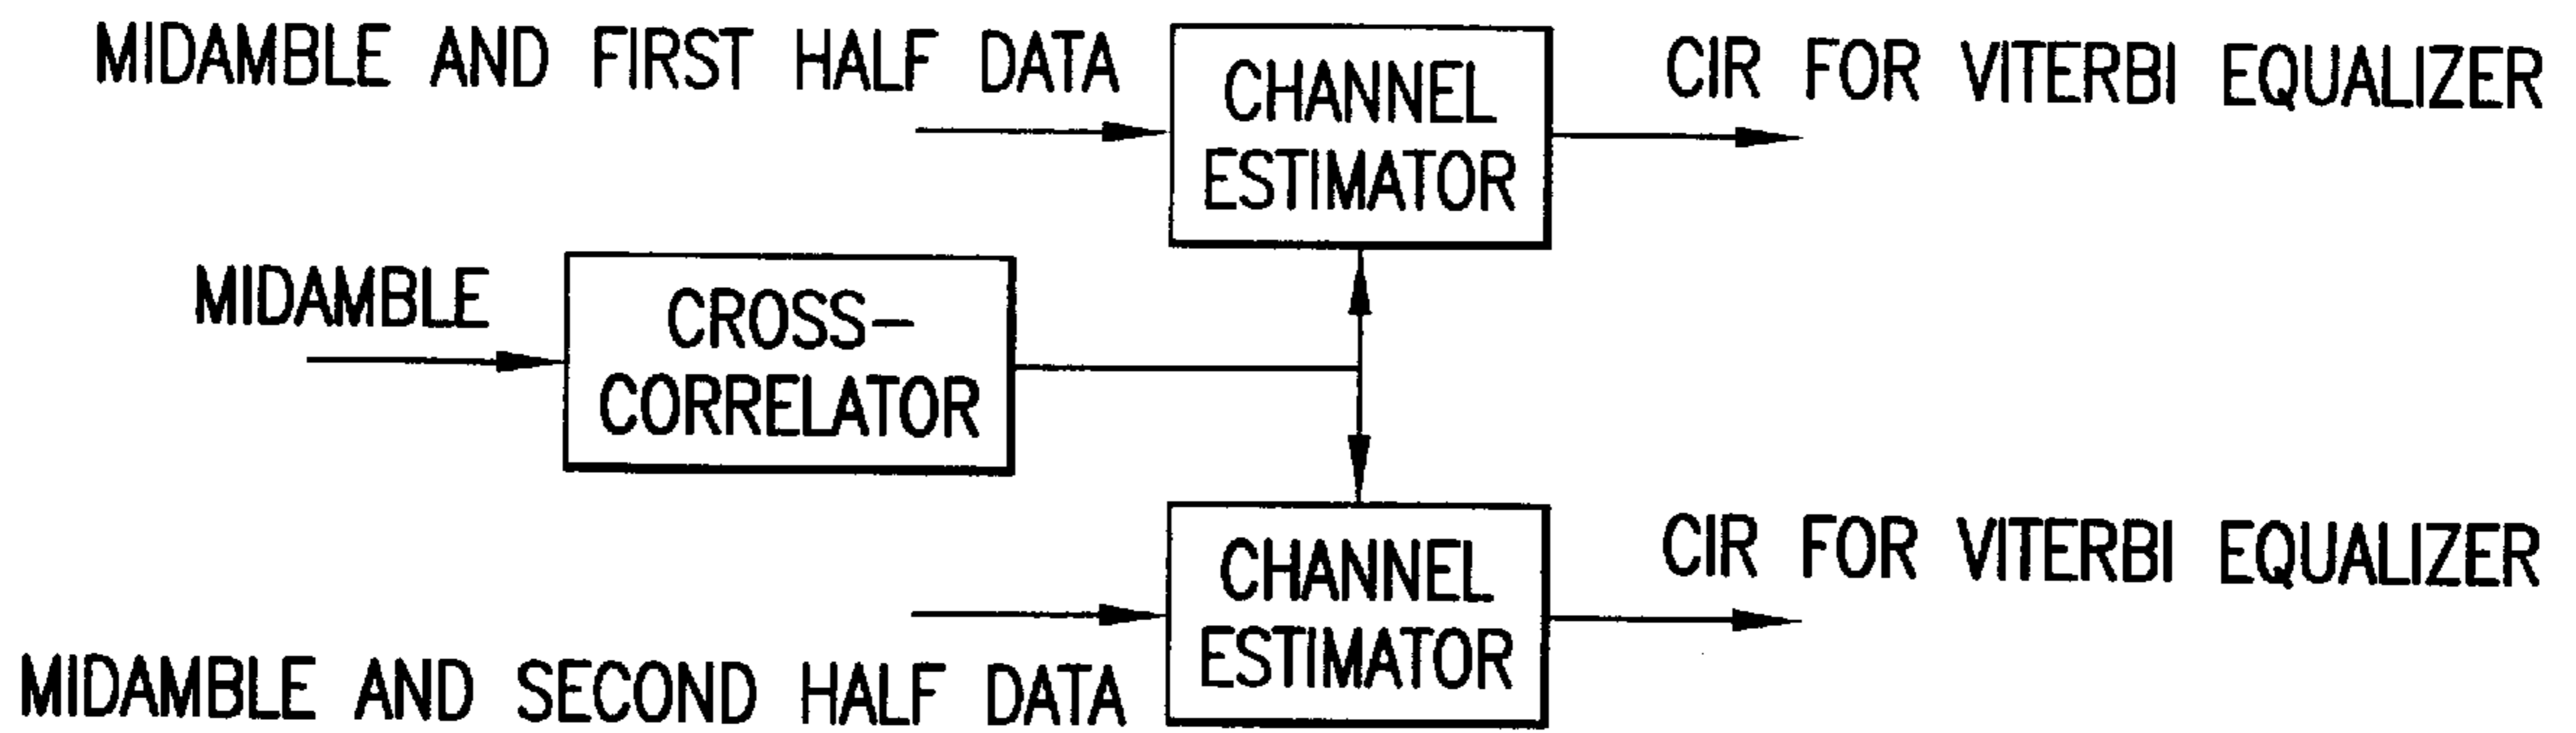 MIDAMBLE AND FIRST HALF DATA
CHANNEL
ESTIMATOR
CIR FOR VITERBI EQUALIZER
MIDAMBLE
CROSS-
CORRELATOR
CHANNEL
ESTIMATOR
CIR FOR VITERBI EQUALIZER
MIDAMBLE AND SECOND HALF DATA